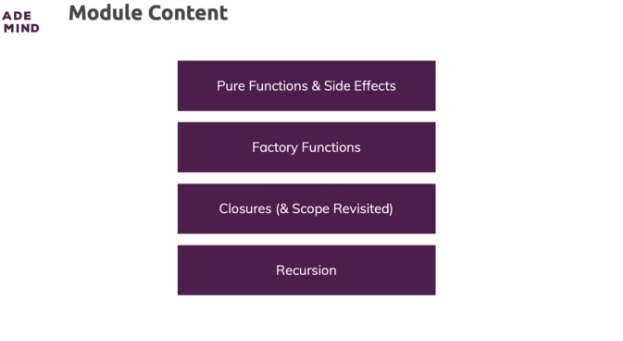 ADE
MIND
Module Content
Pure Functions & Side Effects
Factory Functions
Closures (& Scope Revisited)
Recursion